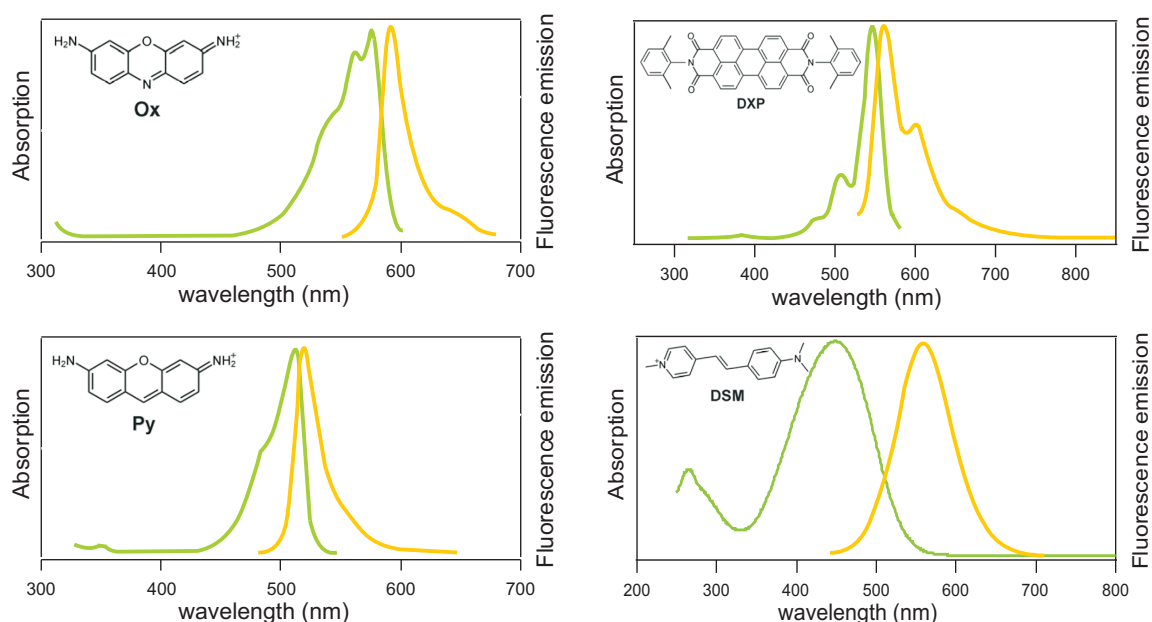 H₂N
O
NH₂⁺
N
Ox
Absorption
Fluorescence emission
300 400 500 600 700
wavelength (nm)
O O
N N
O O
DXP
Absorption
Fluorescence emission
300 400 500 600 700 800
wavelength (nm)
H₂N
O
NH₂⁺
Py
Absorption
Fluorescence emission
300 400 500 600 700
wavelength (nm)
N
+
N
DSM
Absorption
Fluorescence emission
200 300 400 500 600 700 800
wavelength (nm)